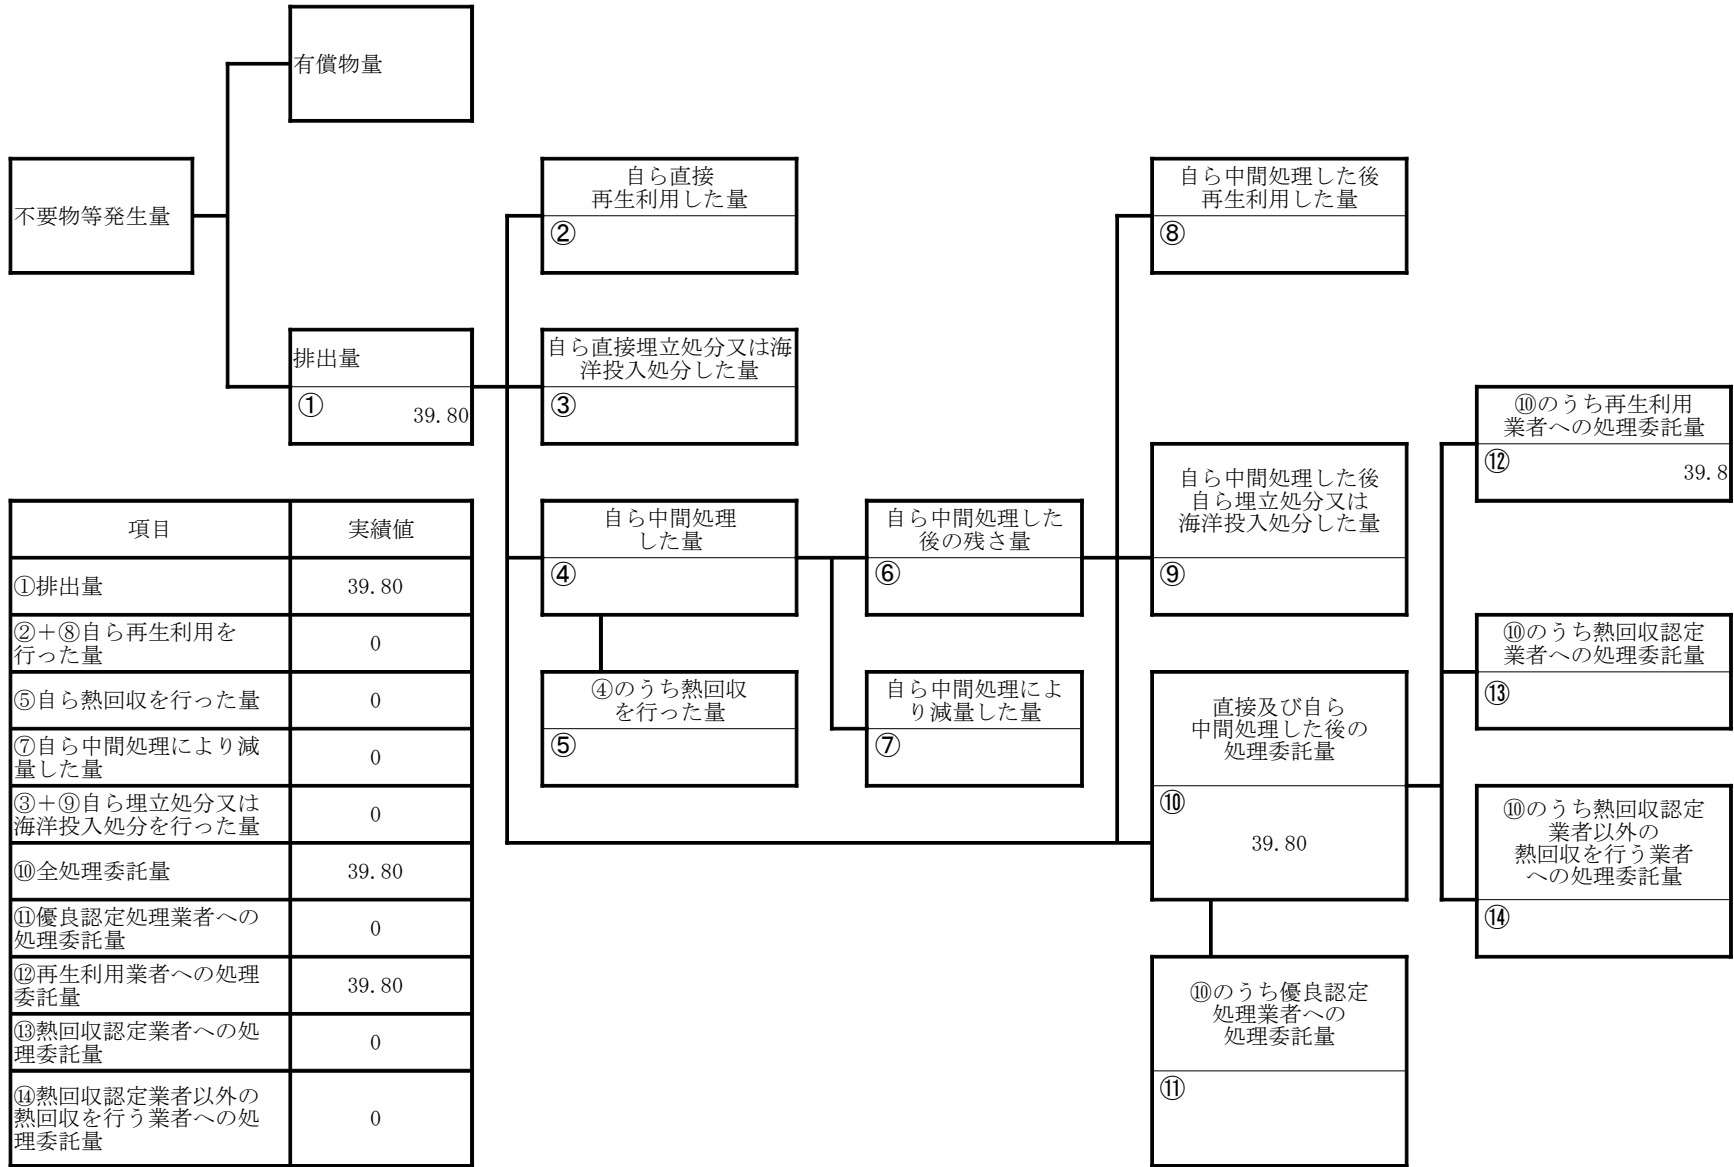 有償物量
不要物等発生量
排出量
①
39.80
自ら直接
再生利用した量
②
自ら直接埋立処分又は海
洋投入処分した量
③
自ら中間処理
した量
④
④のうち熱回収
を行った量
⑤
自ら中間処理した
後の残さ量
⑥
自ら中間処理によ
り減量した量
⑦
自ら中間処理した後
再生利用した量
⑧
自ら中間処理した後
自ら埋立処分又は
海洋投入処分した量
⑨
直接及び自ら
中間処理した後の
処理委託量
⑩
39.80
⑩のうち優良認定
処理業者への
処理委託量
⑪
⑩のうち再生利用
業者への処理委託量
⑫
39.8
⑩のうち熱回収認定
業者への処理委託量
⑬
⑩のうち熱回収認定
業者以外の
熱回収を行う業者
への処理委託量
⑭
項目 実績値
①排出量 39.80
②＋⑧自ら再生利用を
行った量 0
⑤自ら熱回収を行った量 0
⑦自ら中間処理により減
量した量 0
③＋⑨自ら埋立処分又は
海洋投入処分を行った量 0
⑩全処理委託量 39.80
⑪優良認定処理業者への
処理委託量 0
⑫再生利用業者への処理
委託量 39.80
⑬熱回収認定業者への処
理委託量 0
⑭熱回収認定業者以外の
熱回収を行う業者への処
理委託量 0